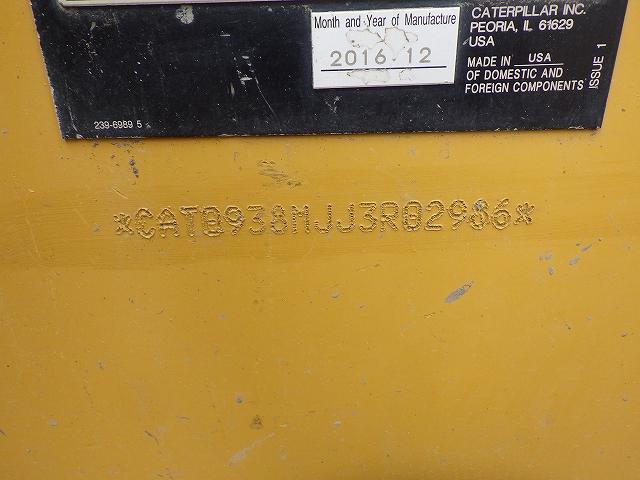 Month and Year of Manufacture
2016 12
CATERPILLAR INC.
PEORIA, IL 61629
USA
MADE IN USA
OF DOMESTIC AND
FOREIGN COMPONENTS
ISSUE 1
239-6989 5
*CAT0938MJJ3R02986*